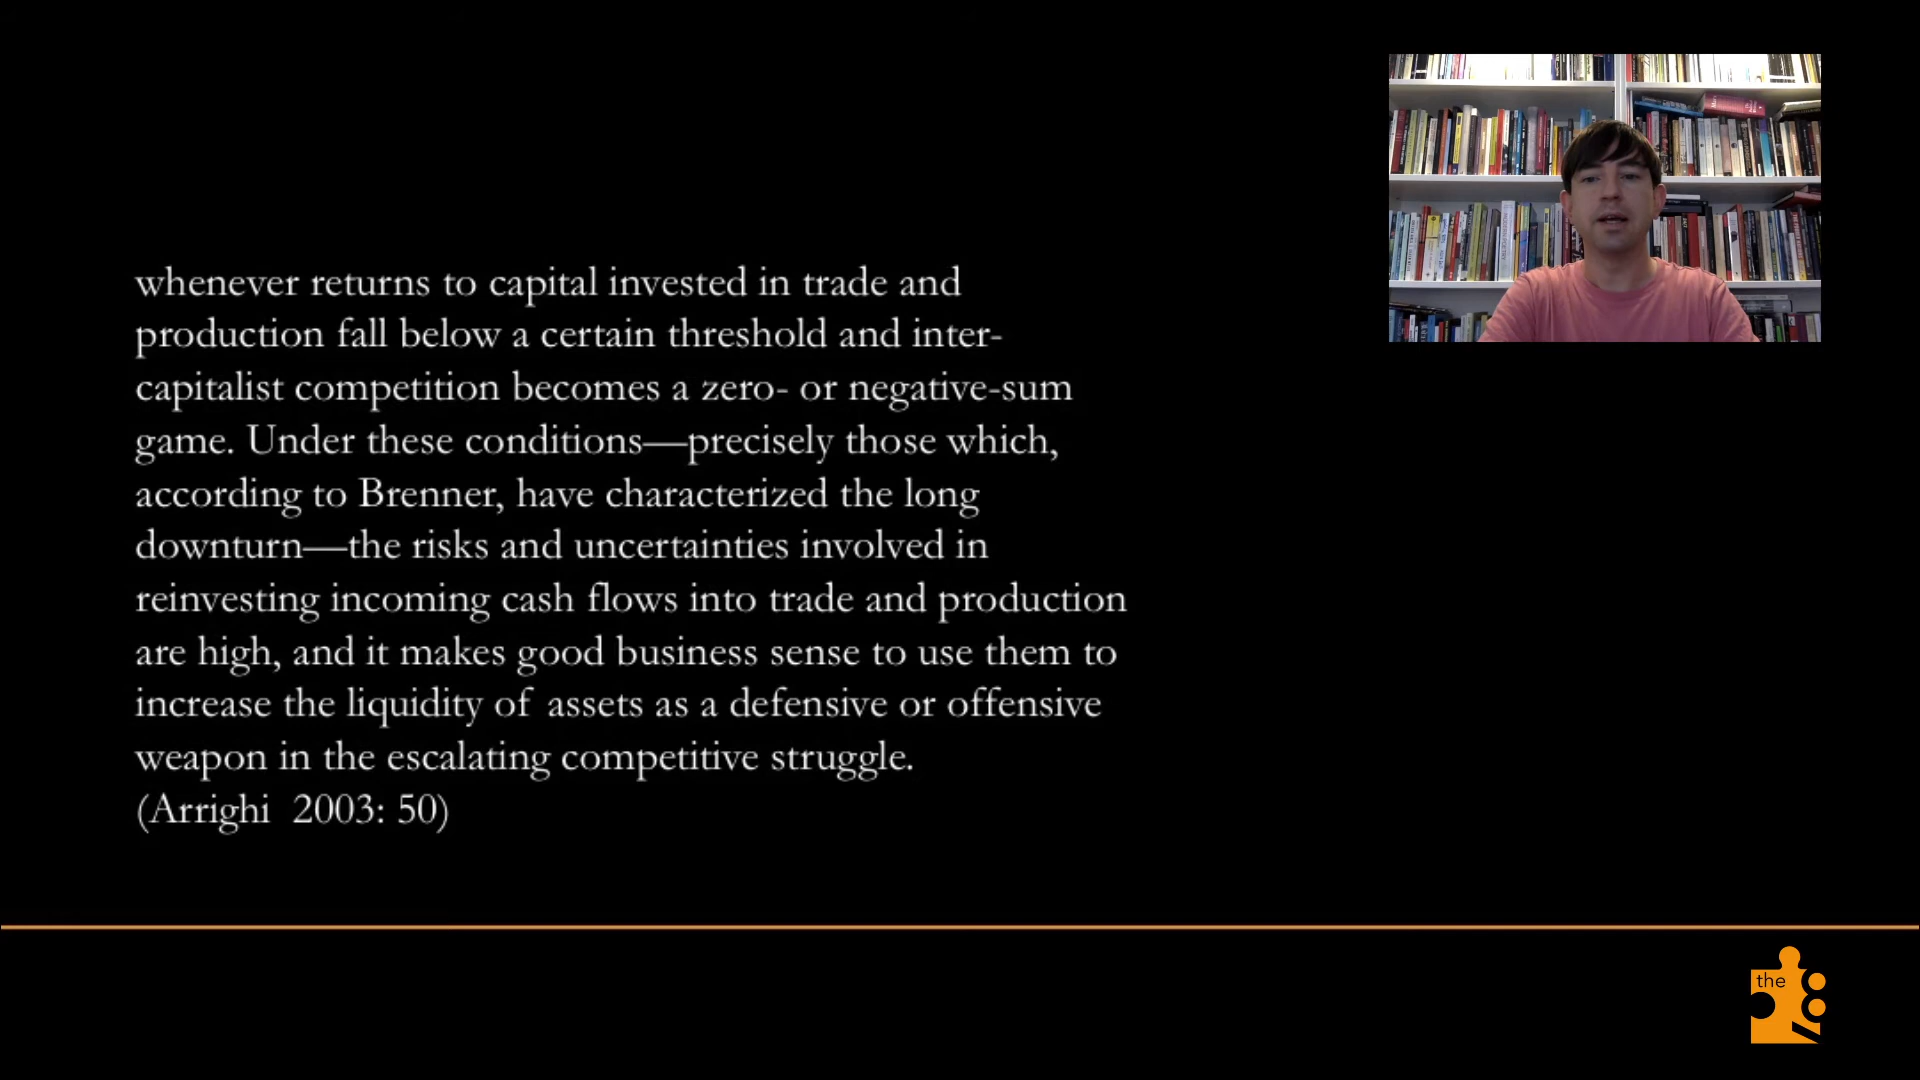 whenever returns to capital invested in trade and
production fall below a certain threshold and inter-
capitalist competition becomes a zero- or negative-sum
game. Under these conditions—precisely those which,
according to Brenner, have characterized the long
downturn—the risks and uncertainties involved in
reinvesting incoming cash flows into trade and production
are high, and it makes good business sense to use them to
increase the liquidity of assets as a defensive or offensive
weapon in the escalating competitive struggle.
(Arrighi 2003: 50)
the